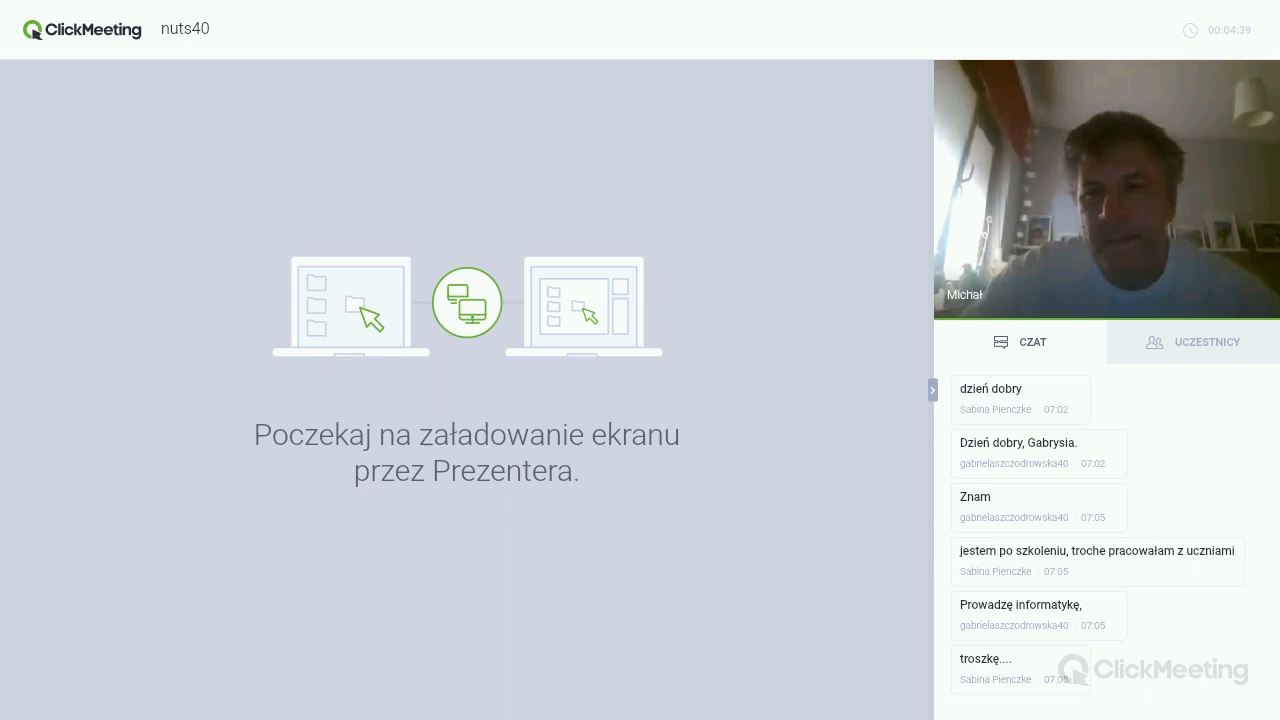 ClickMeeting nuts40
00:04:39
Michał
CZAT
UCZESTNICY
Poczekaj na załadowanie ekranu
przez Prezentera.
dzień dobry
Sabina Pienczke · 07:02
Dzień dobry, Gabrysia.
gabrielaszczodrowska40 · 07:02
Znam
gabrielaszczodrowska40 · 07:05
jestem po szkoleniu, troche pracowałam z uczniami
Sabina Pienczke · 07:05
Prowadzę informatykę,
gabrielaszczodrowska40 · 07:05
troszkę....
Sabina Pienczke · 07:05
ClickMeeting